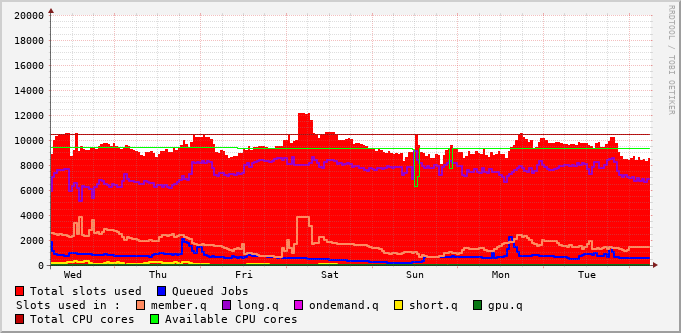 20000
18000
16000
14000
12000
10000
8000
6000
4000
2000
0
Wed Thu Fri Sat Sun Mon Tue
Total slots used Queued Jobs
Slots used in : member.q long.q ondemand.q short.q gpu.q
Total CPU cores Available CPU cores
RRDTOOL / TOBI OETIKER